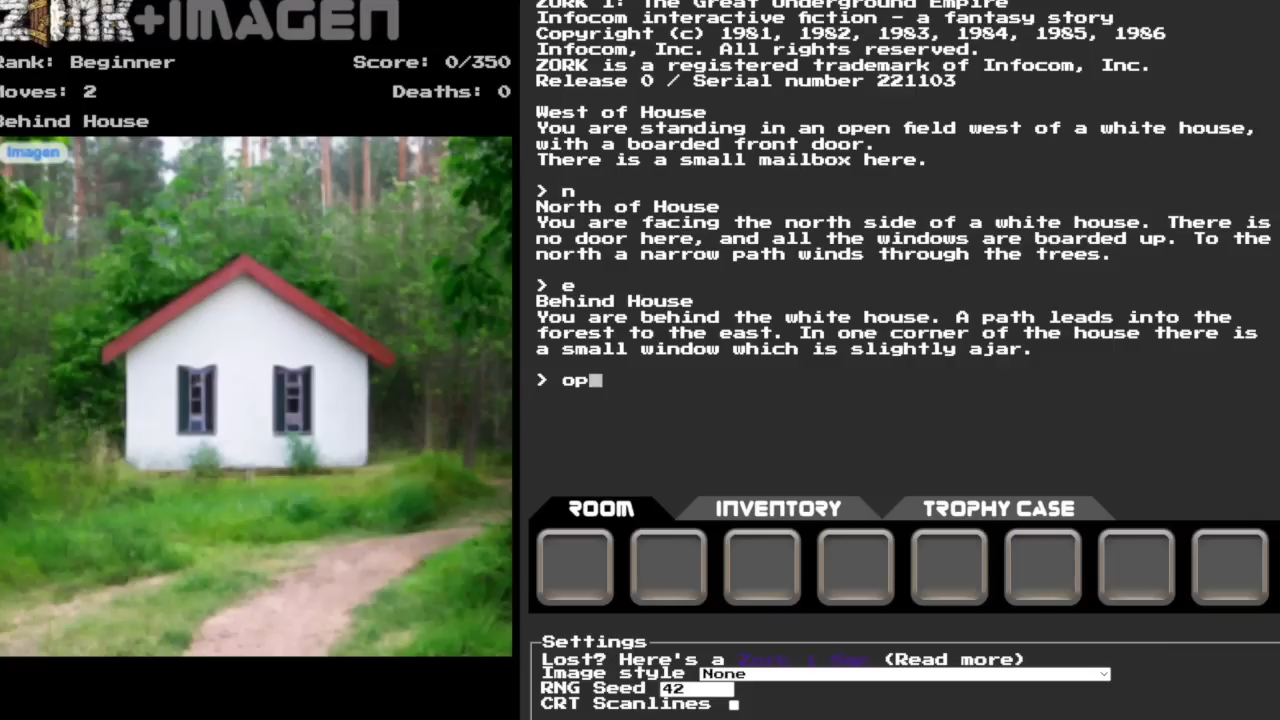 ZORK+IMAGEN
Rank: Beginner Score: 0/350
Moves: 2 Deaths: 0
Behind House
Imagen
ZORK I: The Great Underground Empire
Infocom interactive fiction - a fantasy story
Copyright (c) 1981, 1982, 1983, 1984, 1985, 1986
Infocom, Inc. All rights reserved.
ZORK is a registered trademark of Infocom, Inc.
Release 0 / Serial number 221103
West of House
You are standing in an open field west of a white house,
with a boarded front door.
There is a small mailbox here.
> n
North of House
You are facing the north side of a white house. There is
no door here, and all the windows are boarded up. To the
north a narrow path winds through the trees.
> e
Behind House
You are behind the white house. A path leads into the
forest to the east. In one corner of the house there is
a small window which is slightly ajar.
> op
ROOM INVENTORY TROPHY CASE
Settings
Lost? Here's a Zork I Map (Read more)
Image style None
RNG Seed 42
CRT Scanlines